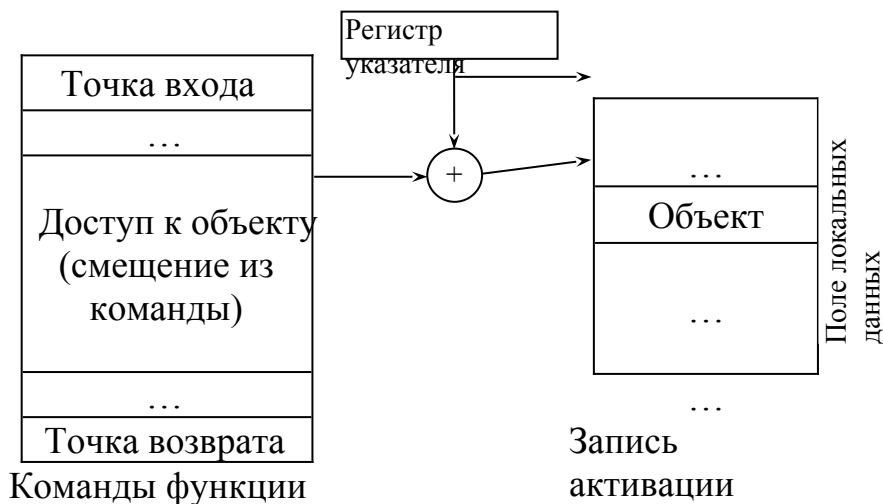 Регистр
указателя
Точка входа
…
Доступ к объекту
(смещение из
команды)
…
Точка возврата
Команды функции
+
…
Объект
…
Поле локальных
данных
…
Запись
активации